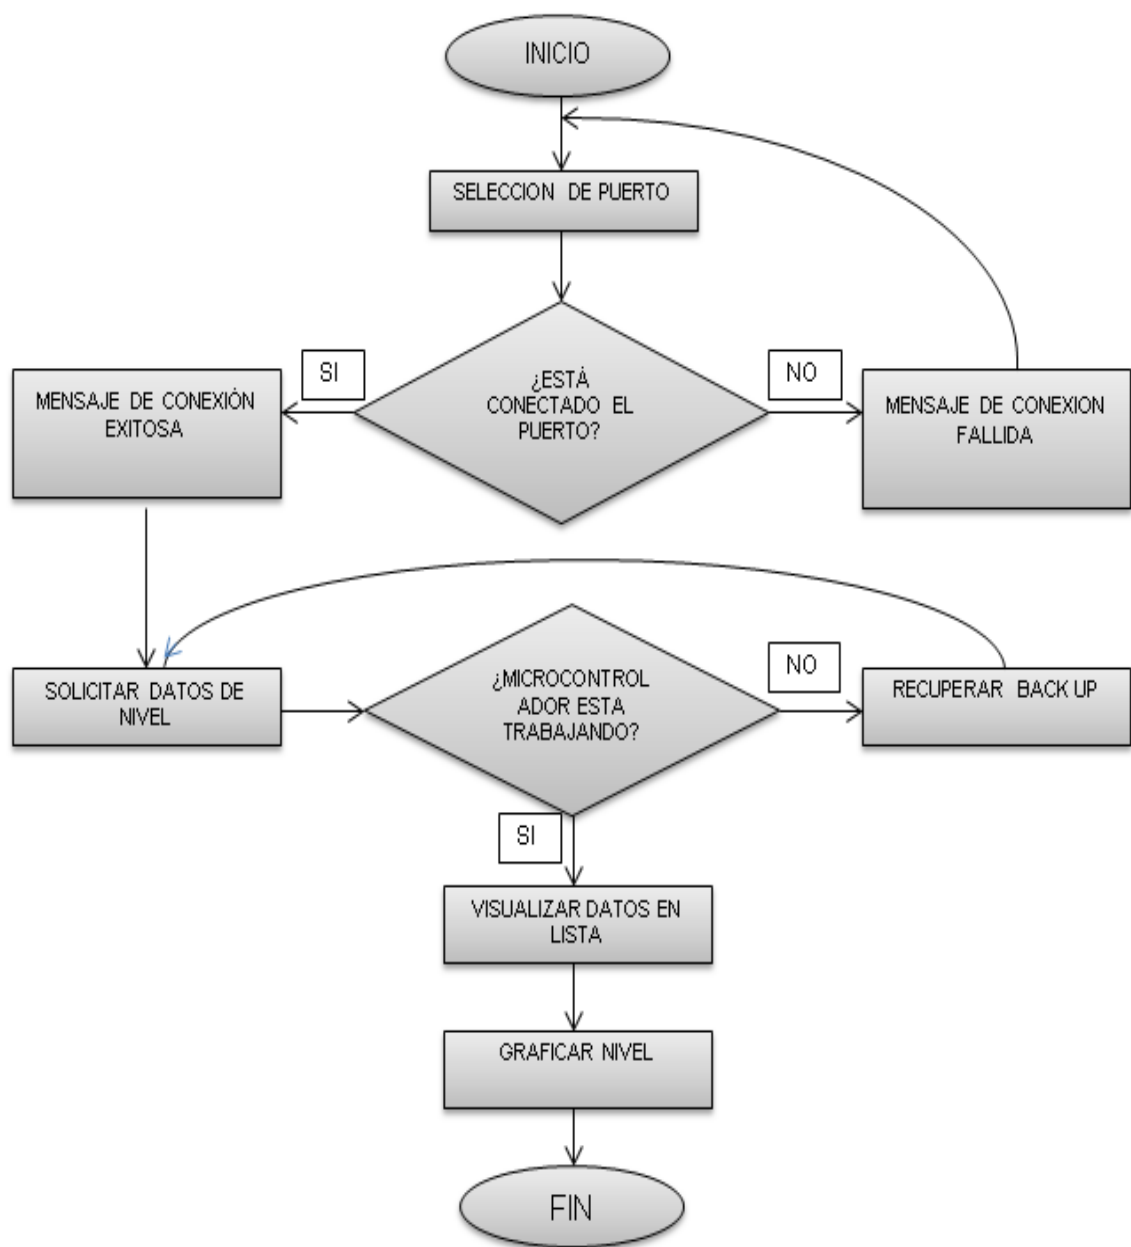 INICIO
SELECCION DE PUERTO
SI
¿ESTÁ
CONECTADO EL
PUERTO?
NO
MENSAJE DE CONEXIÓN
EXITOSA
MENSAJE DE CONEXION
FALLIDA
SOLICITAR DATOS DE
NIVEL
¿MICROCONTROL
ADOR ESTA
TRABAJANDO?
NO
RECUPERAR BACK UP
SI
VISUALIZAR DATOS EN
LISTA
GRAFICAR NIVEL
FIN